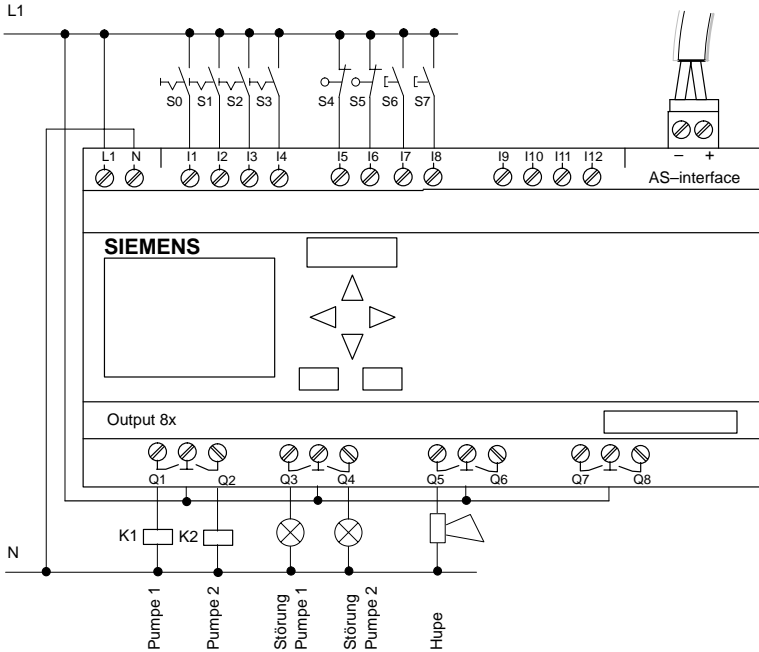 L1
S0 S1 S2 S3 S4 S5 S6 S7
L1 N I1 I2 I3 I4 I5 I6 I7 I8 I9 I10 I11 I12 – +
AS–interface
SIEMENS
Output 8x
Q1 Q2 Q3 Q4 Q5 Q6 Q7 Q8
K1 K2
N
Pumpe 1
Pumpe 2
Störung
Pumpe 1
Störung
Pumpe 2
Hupe